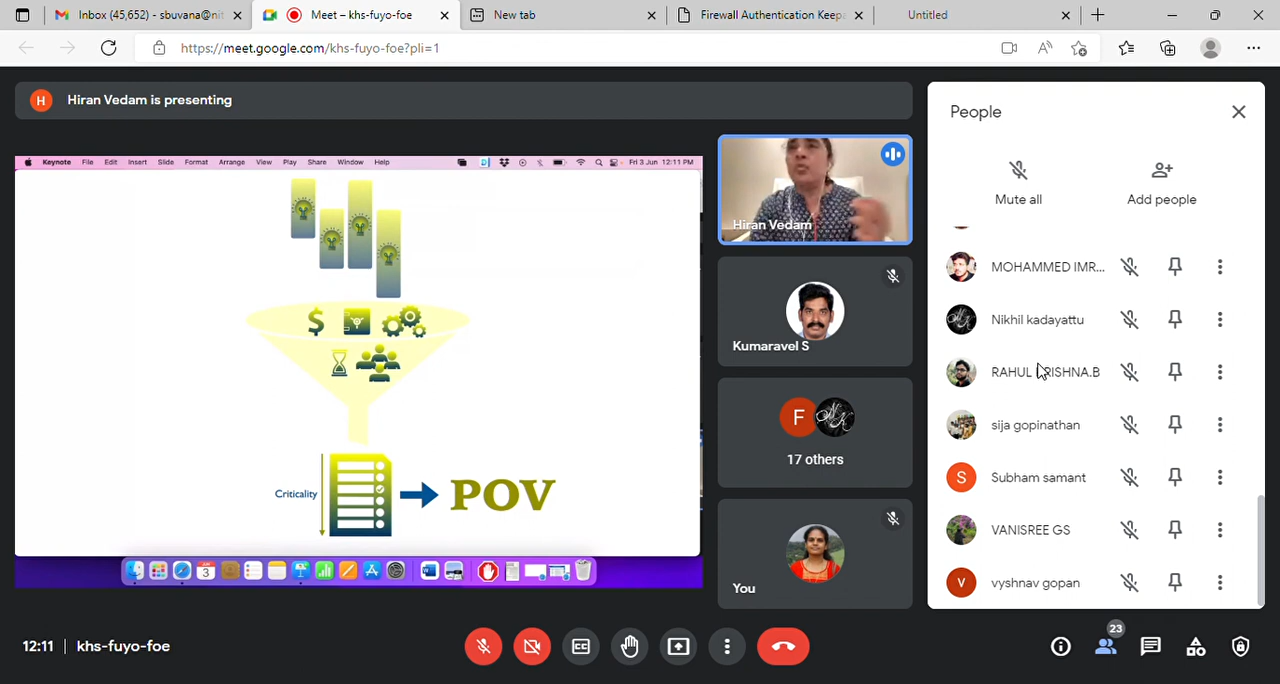 Inbox (45,652) - sbuvana@nit
Meet – khs-fuyo-foe
New tab
Firewall Authentication Keepa
Untitled
https://meet.google.com/khs-fuyo-foe?pli=1
H Hiran Vedam is presenting
Keynote File Edit Insert Slide Format Arrange View Play Share Window Help Fri 3 Jun 12:11 PM
$
Criticality
POV
Hiran Vedam
Kumaravel S
F
17 others
You
People
Mute all
Add people
MOHAMMED IMR...
Nikhil kadayattu
RAHUL KRISHNA.B
sija gopinathan
S Subham samant
VANISREE GS
V vyshnav gopan
12:11 | khs-fuyo-foe
23